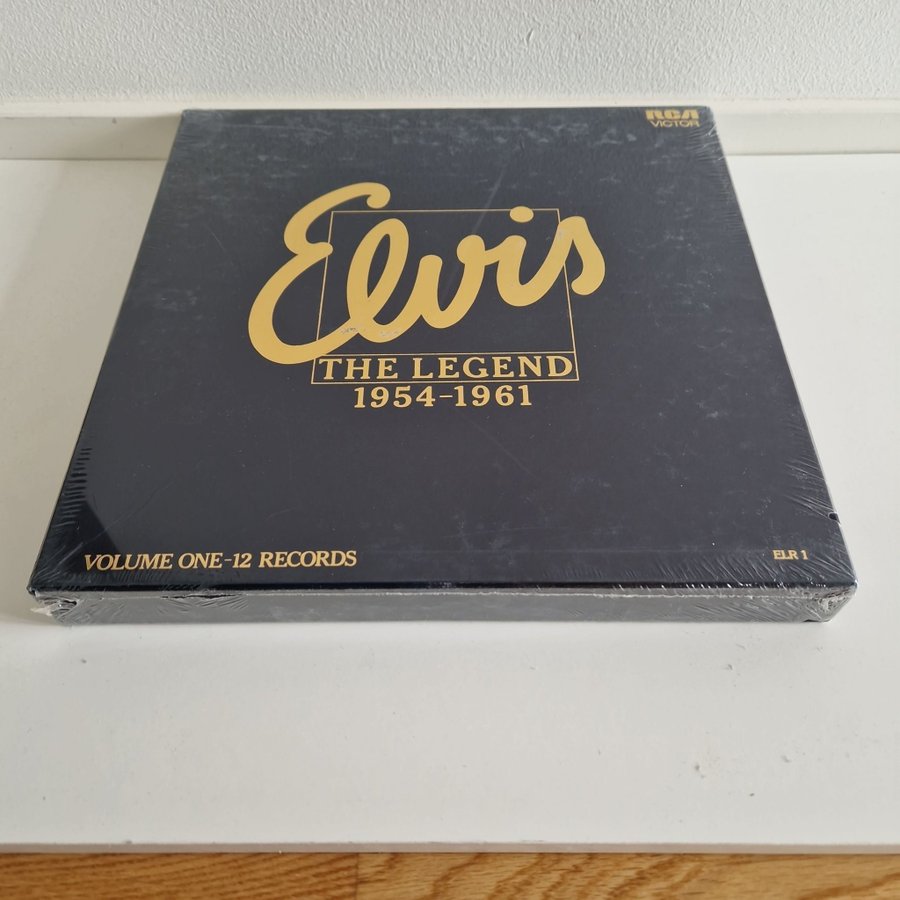 RCA
VICTOR
Elvis
THE LEGEND
1954-1961
VOLUME ONE-12 RECORDS
ELR 1